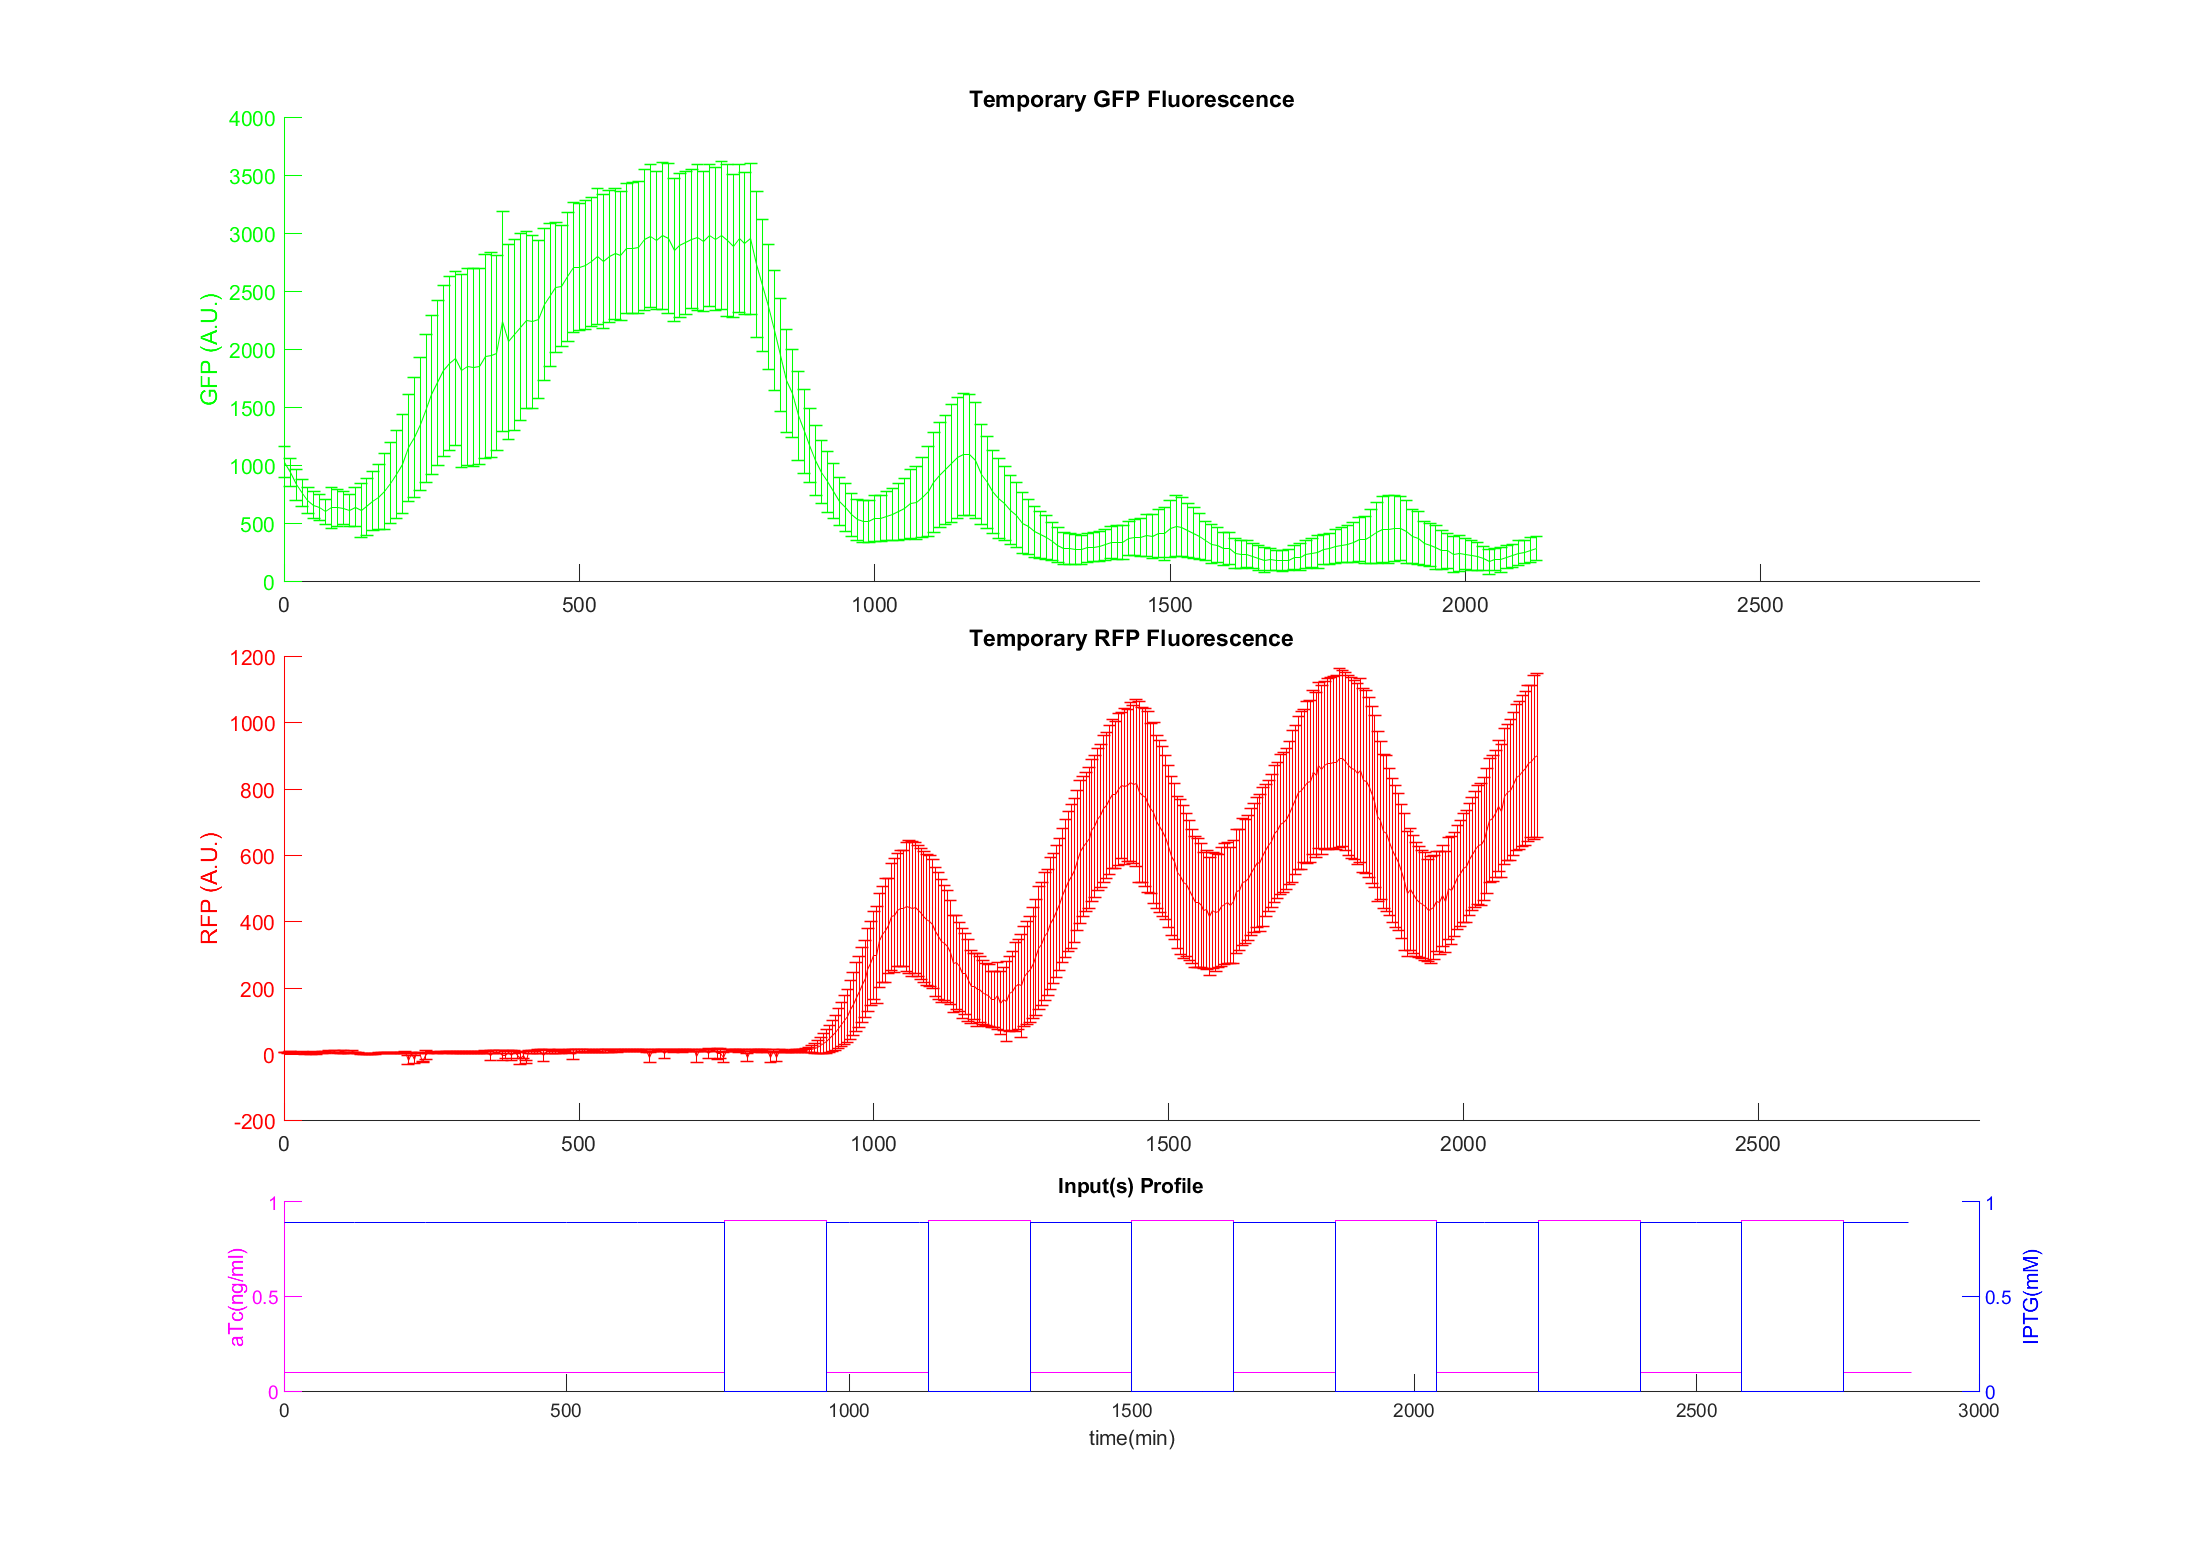 Temporary GFP Fluorescence
4000
3500
3000
2500
2000
1500
1000
500
0
GFP (A.U.)
0 500 1000 1500 2000 2500
Temporary RFP Fluorescence
1200
1000
800
600
400
200
0
-200
RFP (A.U.)
0 500 1000 1500 2000 2500
Input(s) Profile
1
0.5
0
aTc(ng/ml)
1
0.5
0
IPTG(mM)
0 500 1000 1500 2000 2500 3000
time(min)